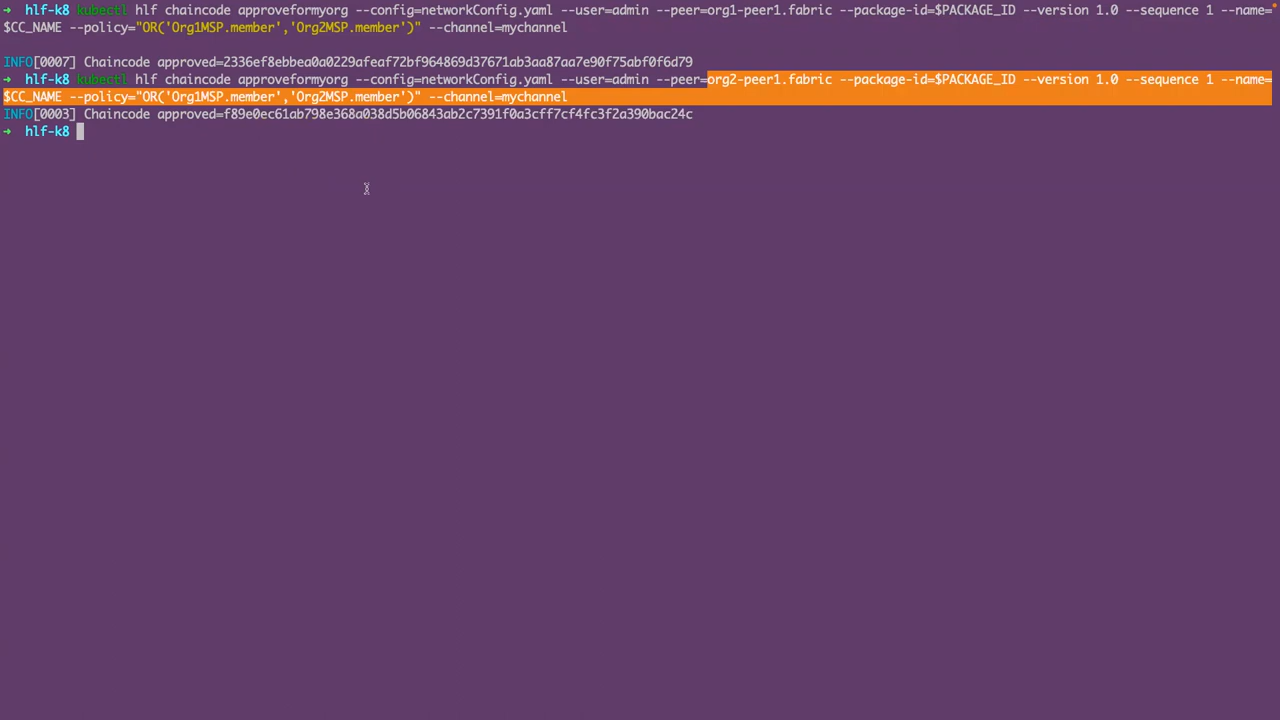 → hlf-k8 kubectl hlf chaincode approveformyorg --config=networkConfig.yaml --user=admin --peer=org1-peer1.fabric --package-id=$PACKAGE_ID --version 1.0 --sequence 1 --name=
$CC_NAME --policy="OR('Org1MSP.member','Org2MSP.member')" --channel=mychannel
INFO[0007] Chaincode approved=2336ef8ebbea0a0229afeaf72bf964869d37671ab3aa87aa7e90f75abf0f6d79
→ hlf-k8 kubectl hlf chaincode approveformyorg --config=networkConfig.yaml --user=admin --peer=org2-peer1.fabric --package-id=$PACKAGE_ID --version 1.0 --sequence 1 --name=
$CC_NAME --policy="OR('Org1MSP.member','Org2MSP.member')" --channel=mychannel
INFO[0003] Chaincode approved=f89e0ec61ab798e368a038d5b06843ab2c7391f0a3cff7cf4fc3f2a390bac24c
→ hlf-k8